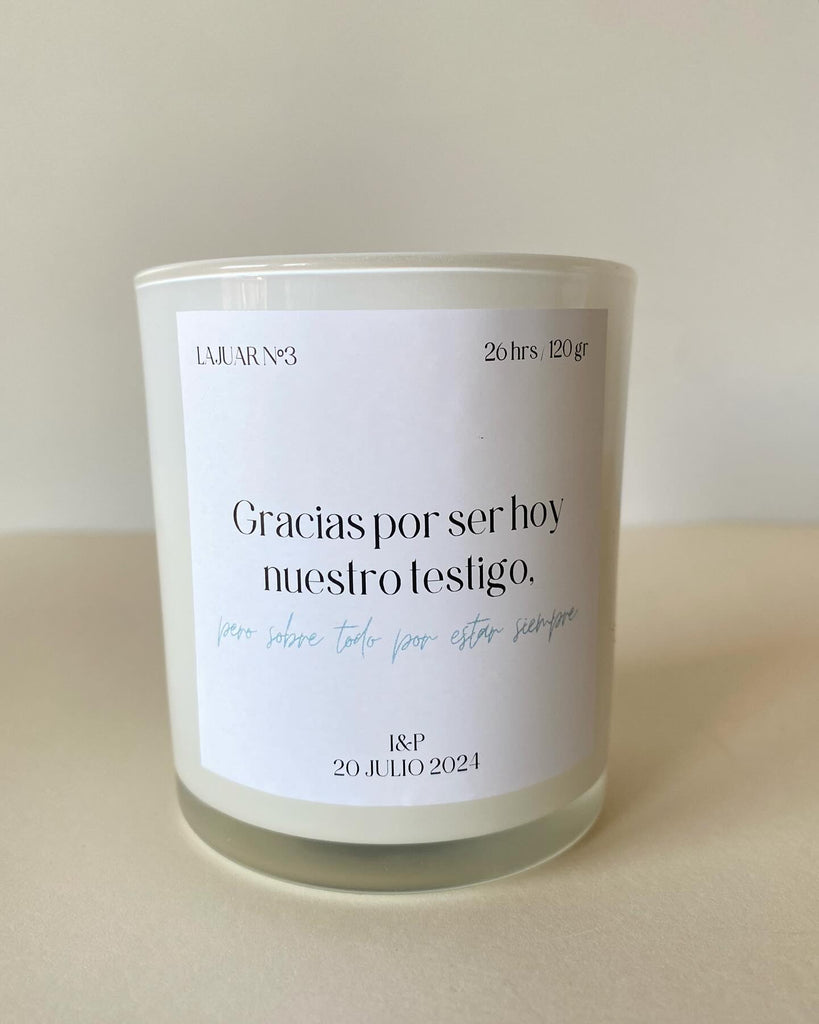 LAJUAR Nº3
26 hrs / 120 gr
Gracias por ser hoy
nuestro testigo,
pero sobre todo por estar siempre
I&P
20 JULIO 2024